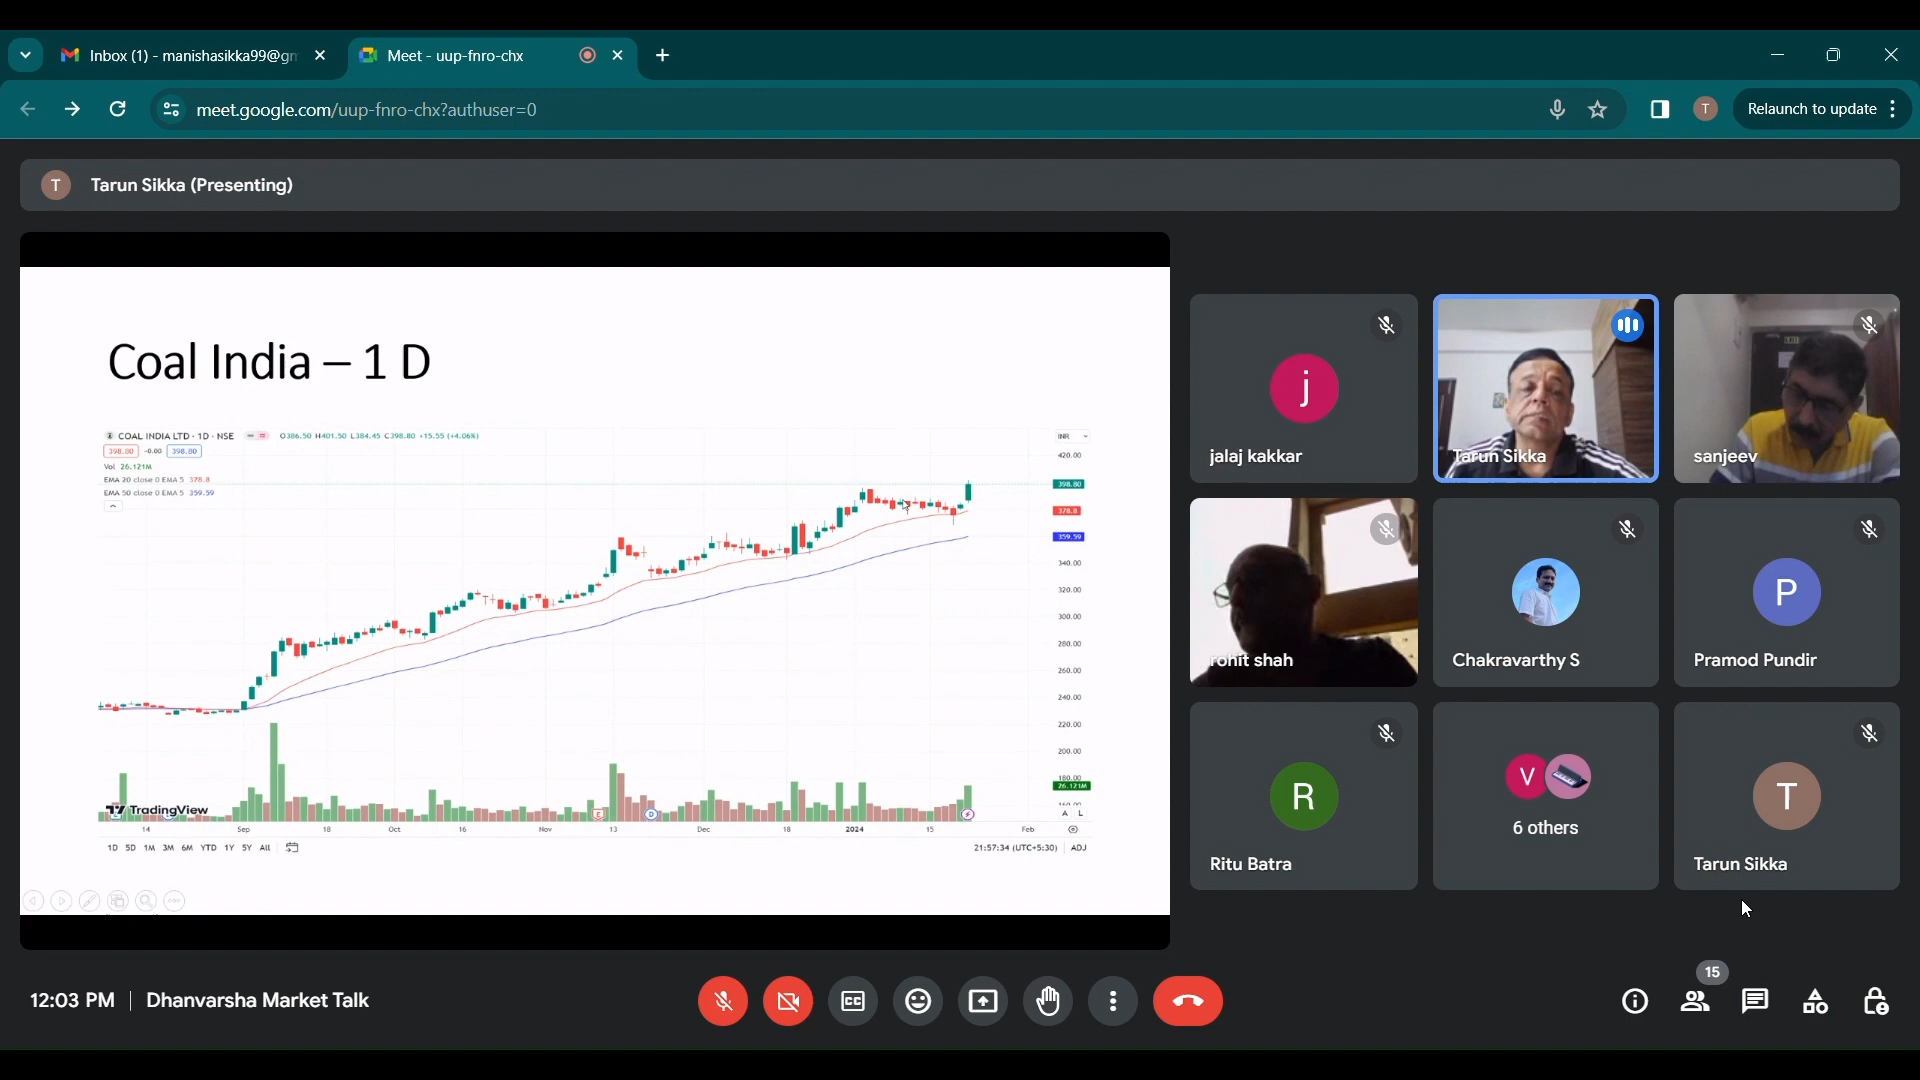 Inbox (1) - manishasikka99@gm
Meet - uup-fnro-chx
meet.google.com/uup-fnro-chx?authuser=0
T
Relaunch to update
T
Tarun Sikka (Presenting)
Coal India – 1 D
COAL INDIA LTD · 1D · NSE
O386.50 H401.50 L384.45 C398.80 +15.55 (+4.06%)
INR
398.80 -0.00 398.80
420.00
Vol 26.121M
EMA 20 close 0 EMA 5 378.8
398.80
EMA 50 close 0 EMA 5 359.59
378.8
359.59
340.00
320.00
300.00
280.00
260.00
240.00
220.00
200.00
180.00
26.121M
TradingView
E
D
A L
14 Sep 18 Oct 16 Nov 13 Dec 18 2024 15 Feb
1D 5D 1M 3M 6M YTD 1Y 5Y All
21:57:34 (UTC+5:30) ADJ
j
jalaj kakkar
Tarun Sikka
sanjeev
rohit shah
Chakravarthy S
P
Pramod Pundir
R
Ritu Batra
V
6 others
T
Tarun Sikka
12:03 PM | Dhanvarsha Market Talk
CC
15